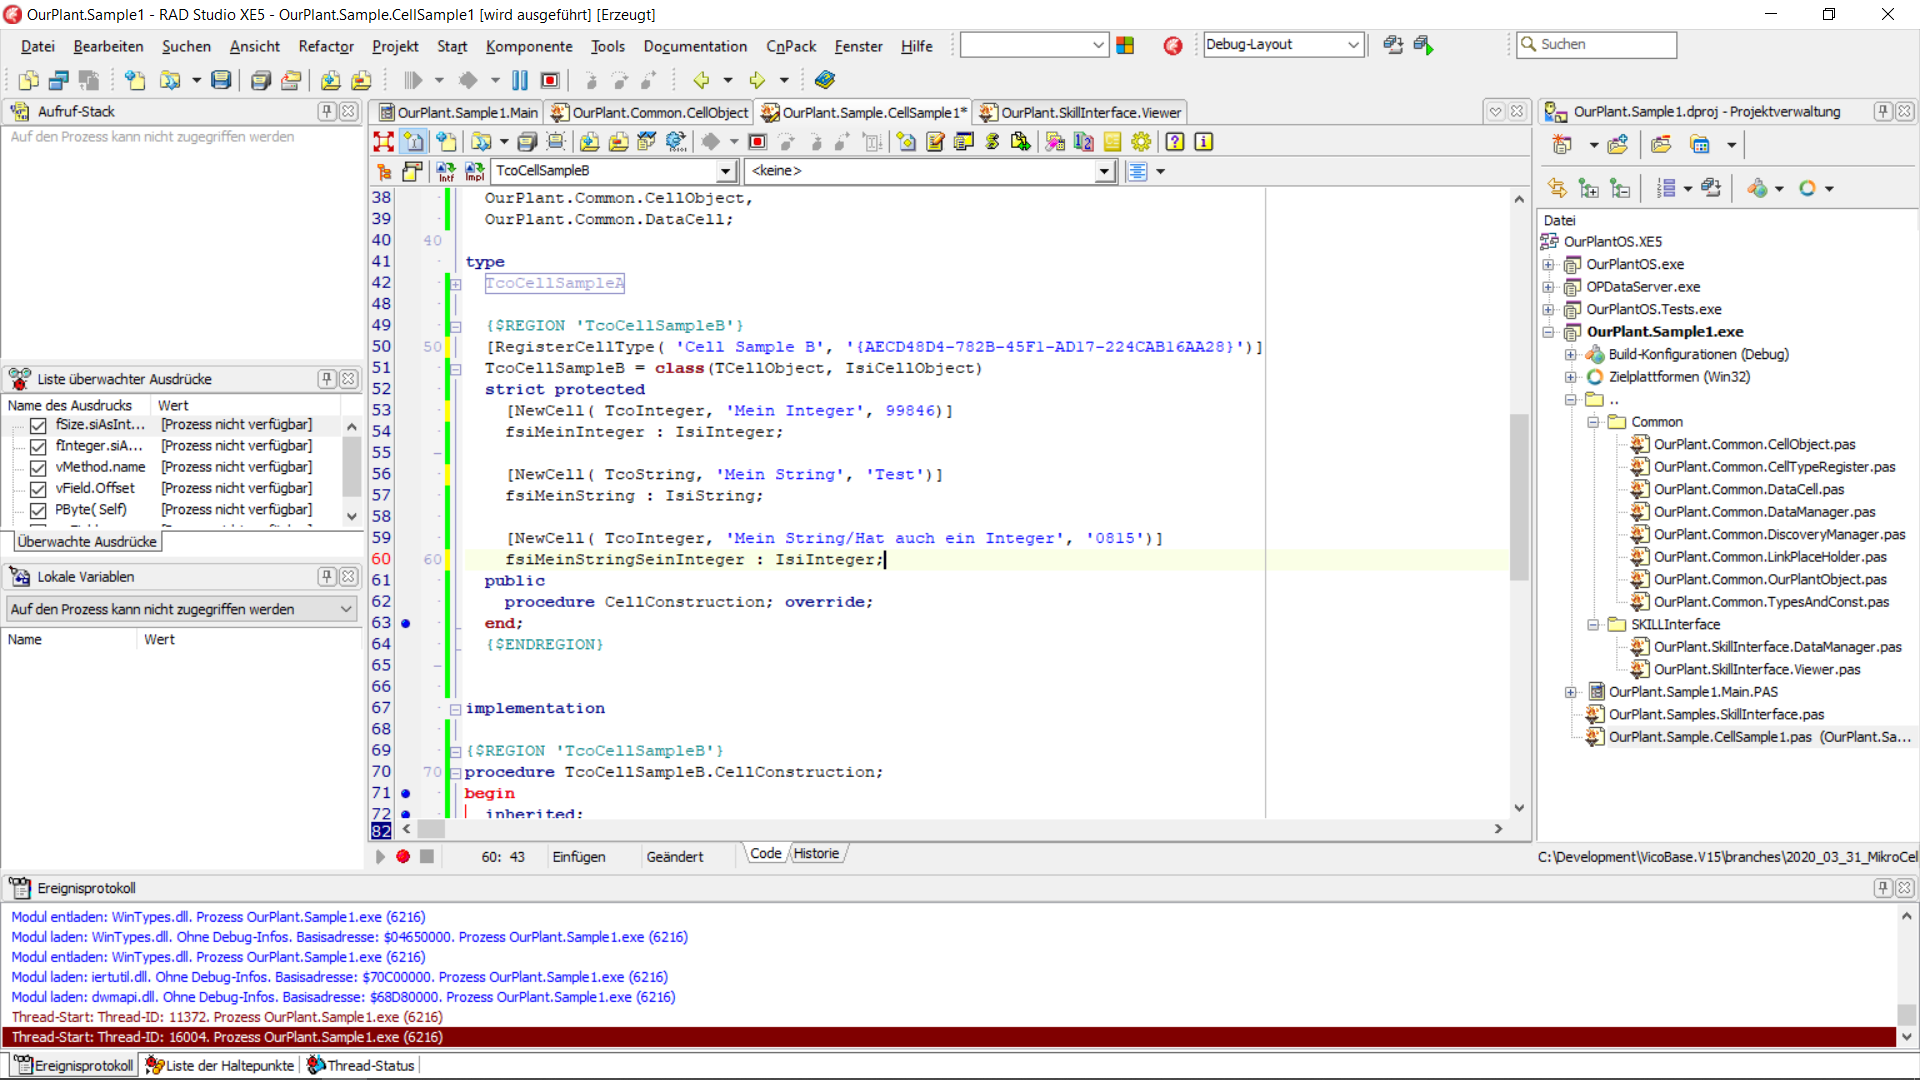 OurPlant.Sample1 - RAD Studio XE5 - OurPlant.Sample.CellSample1 [wird ausgeführt] [Erzeugt]
Datei Bearbeiten Suchen Ansicht Refactor Projekt Start Komponente Tools Dokumentation CnPack Fenster Hilfe Debug-Layout Suchen
Aufruf-Stack
Auf den Prozess kann nicht zugegriffen werden
Liste überwachter Ausdrücke
Name des Ausdrucks Wert
fSize.siAsInt... [Prozess nicht verfügbar]
fInteger.siA... [Prozess nicht verfügbar]
vMethod.name [Prozess nicht verfügbar]
vField.Offset [Prozess nicht verfügbar]
PByte( Self) [Prozess nicht verfügbar]
Überwachte Ausdrücke
Lokale Variablen
Auf den Prozess kann nicht zugegriffen werden
Name Wert
OurPlant.Sample1.Main OurPlant.Common.CellObject OurPlant.Sample.CellSample1* OurPlant.SkillInterface.Viewer
Intf Impl TcoCellSampleB <keine>
38 OurPlant.Common.CellObject,
39 OurPlant.Common.DataCell;
40 40
41 type
42 TcoCellSampleA
48
49 {$REGION 'TcoCellSampleB'}
50 50 [RegisterCellType( 'Cell Sample B', '{AECD48D4-782B-45F1-AD17-224CAB16AA28}')]
51 TcoCellSampleB = class(TCellObject, IsiCellObject)
52 strict protected
53 [NewCell( TcoInteger, 'Mein Integer', 99846)]
54 fsiMeinInteger : IsiInteger;
55
56 [NewCell( TcoString, 'Mein String', 'Test')]
57 fsiMeinString : IsiString;
58
59 [NewCell( TcoInteger, 'Mein String/Hat auch ein Integer', '0815')]
60 60 fsiMeinStringSeinInteger : IsiInteger;
61 public
62 procedure CellConstruction; override;
63 end;
64 {$ENDREGION}
65
66
67 implementation
68
69 {$REGION 'TcoCellSampleB'}
70 70 procedure TcoCellSampleB.CellConstruction;
71 begin
72 inherited;
82
60: 43 Einfügen Geändert Code Historie
OurPlant.Sample1.dproj - Projektverwaltung
Datei
OurPlantOS.XE5
OurPlantOS.exe
OPDataServer.exe
OurPlantOS.Tests.exe
OurPlant.Sample1.exe
Build-Konfigurationen (Debug)
Zielplattformen (Win32)
..
Common
OurPlant.Common.CellObject.pas
OurPlant.Common.CellTypeRegister.pas
OurPlant.Common.DataCell.pas
OurPlant.Common.DataManager.pas
OurPlant.Common.DiscoveryManager.pas
OurPlant.Common.LinkPlaceHolder.pas
OurPlant.Common.OurPlantObject.pas
OurPlant.Common.TypesAndConst.pas
SKILLInterface
OurPlant.SkillInterface.DataManager.pas
OurPlant.SkillInterface.Viewer.pas
OurPlant.Sample1.Main.PAS
OurPlant.Samples.SkillInterface.pas
OurPlant.Sample.CellSample1.pas (OurPlant.Sa...
C:\Development\VicoBase.V15\branches\2020_03_31_MikroCel
Ereignisprotokoll
Modul entladen: WinTypes.dll. Prozess OurPlant.Sample1.exe (6216)
Modul laden: WinTypes.dll. Ohne Debug-Infos. Basisadresse: $04650000. Prozess OurPlant.Sample1.exe (6216)
Modul entladen: WinTypes.dll. Prozess OurPlant.Sample1.exe (6216)
Modul laden: iertutil.dll. Ohne Debug-Infos. Basisadresse: $70C00000. Prozess OurPlant.Sample1.exe (6216)
Modul laden: dwmapi.dll. Ohne Debug-Infos. Basisadresse: $68D80000. Prozess OurPlant.Sample1.exe (6216)
Thread-Start: Thread-ID: 11372. Prozess OurPlant.Sample1.exe (6216)
Thread-Start: Thread-ID: 16004. Prozess OurPlant.Sample1.exe (6216)
Ereignisprotokoll Liste der Haltepunkte Thread-Status